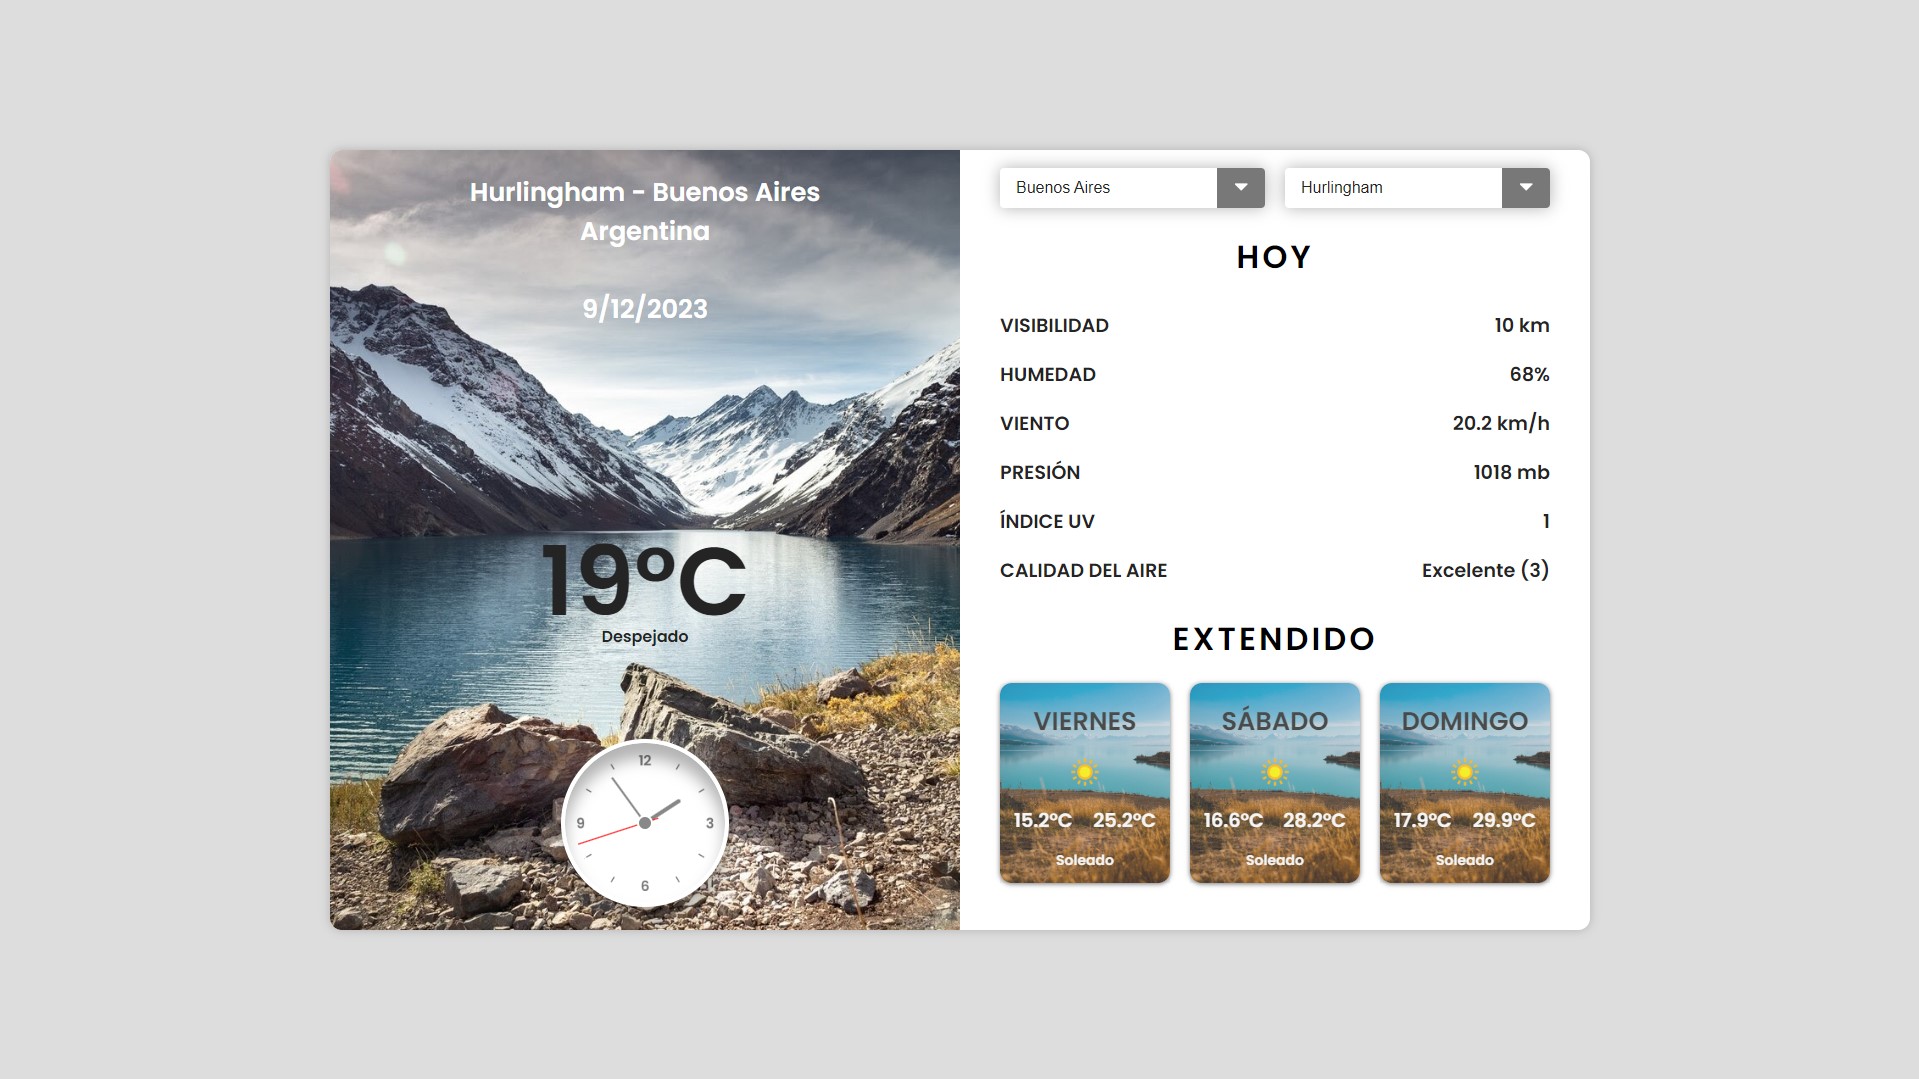 Hurlingham - Buenos Aires
Argentina
9/12/2023
19°C
Despejado
12
9
3
6
Buenos Aires
Hurlingham
HOY
VISIBILIDAD 10 km
HUMEDAD 68%
VIENTO 20.2 km/h
PRESIÓN 1018 mb
ÍNDICE UV 1
CALIDAD DEL AIRE Excelente (3)
EXTENDIDO
VIERNES
15.2°C 25.2°C
Soleado
SÁBADO
16.6°C 28.2°C
Soleado
DOMINGO
17.9°C 29.9°C
Soleado